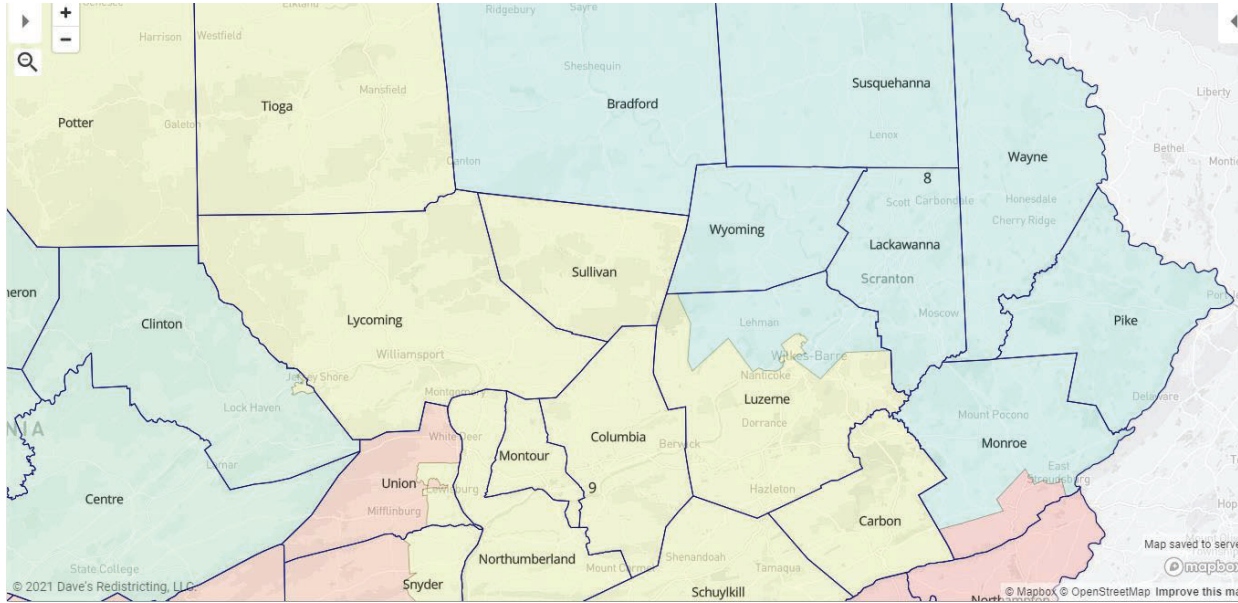 Genesee
Elkland
Ridgebury
Sayre
+
−
Harrison
Westfield
Sheshequin
Susquehanna
Liberty
Tioga
Mansfield
Bradford
Potter
Galeton
Lenox
Canton
Wayne
Bethel
8
Scott
Carbondale
Honesdale
Cherry Ridge
Wyoming
Lackawanna
Sullivan
Scranton
Clinton
Lycoming
Lehman
Moscow
Pike
Williamsport
Wilkes-Barre
Jersey Shore
Nanticoke
Montgomery
Luzerne
Delaware
Lock Haven
Mount Pocono
NIA
White Deer
Columbia
Berwick
Dorrance
Monroe
Lamar
Montour
East
Stroudsburg
Centre
Union
Lewisburg
9
Hazleton
Mifflinburg
Carbon
Northumberland
Shenandoah
Map saved to serve
State College
Mount Carmel
Tamaqua
mapbox
© 2021 Dave's Redistricting, LLC.
Snyder
Schuylkill
Northampton
© Mapbox © OpenStreetMap Improve this ma